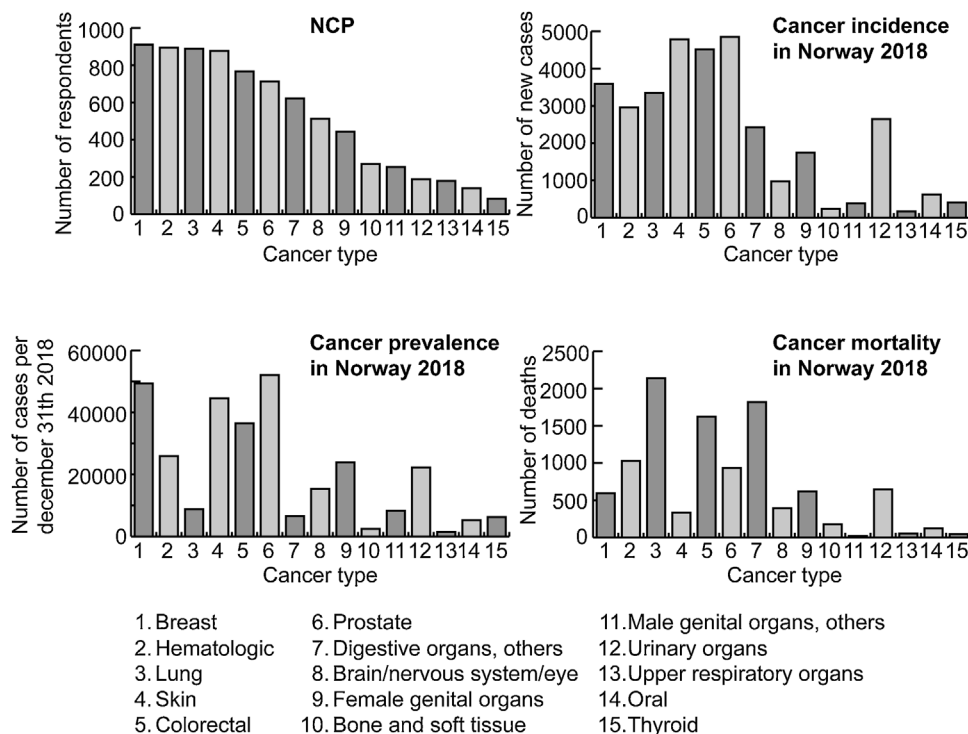 NCP
Number of respondents
1000
800
600
400
200
0
1 2 3 4 5 6 7 8 9 10 11 12 13 14 15
Cancer type
Cancer incidence
in Norway 2018
Number of new cases
5000
4000
3000
2000
1000
0
1 2 3 4 5 6 7 8 9 10 11 12 13 14 15
Cancer type
Cancer prevalence
in Norway 2018
Number of cases per
december 31th 2018
60000
40000
20000
0
1 2 3 4 5 6 7 8 9 10 11 12 13 14 15
Cancer type
Cancer mortality
in Norway 2018
Number of deaths
2500
2000
1500
1000
500
0
1 2 3 4 5 6 7 8 9 10 11 12 13 14 15
Cancer type
1. Breast
2. Hematologic
3. Lung
4. Skin
5. Colorectal
6. Prostate
7. Digestive organs, others
8. Brain/nervous system/eye
9. Female genital organs
10. Bone and soft tissue
11. Male genital organs, others
12. Urinary organs
13. Upper respiratory organs
14. Oral
15. Thyroid